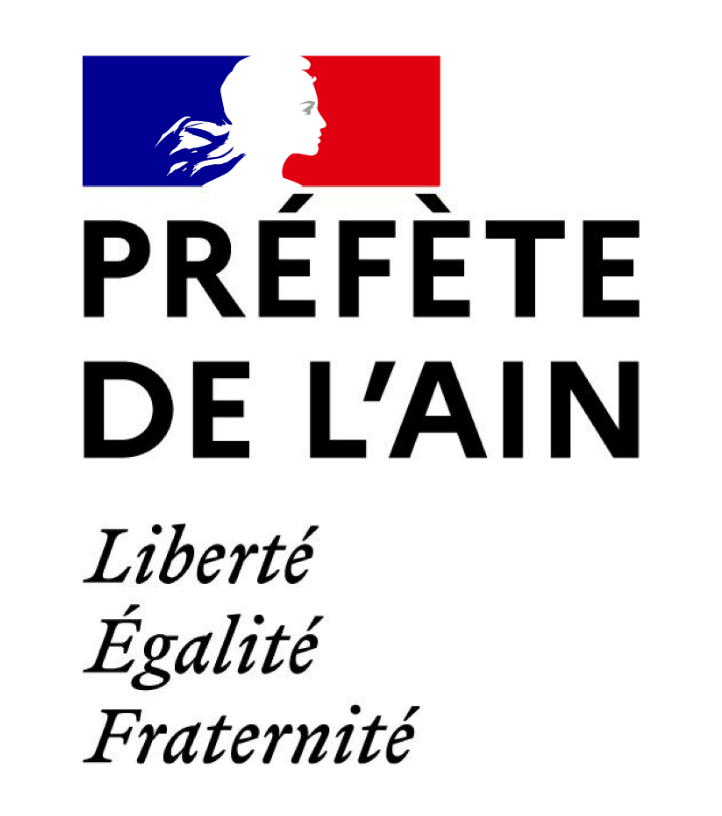 PRÉFÈTE
DE L’AIN
Liberté
Égalité
Fraternité